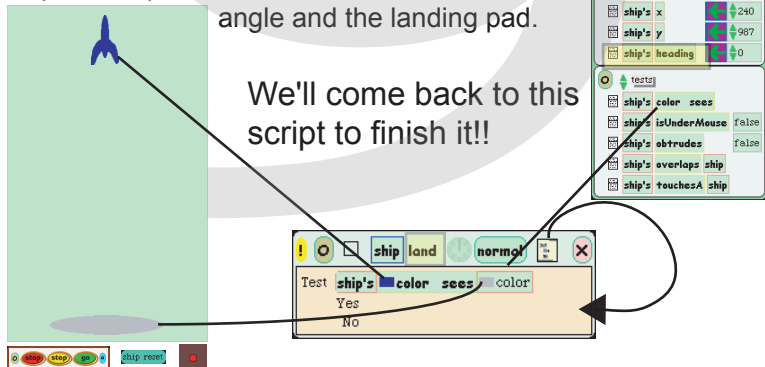 angle and the landing pad.
We'll come back to this
script to finish it!!
ship's x 240
ship's y 987
ship's heading 0
tests
ship's color sees
ship's isUnderMouse false
ship's obtrudes false
ship's overlaps ship
ship's touchesA ship
! ship land normal
Test ship's color sees color
Yes
No
stop step go ship reset